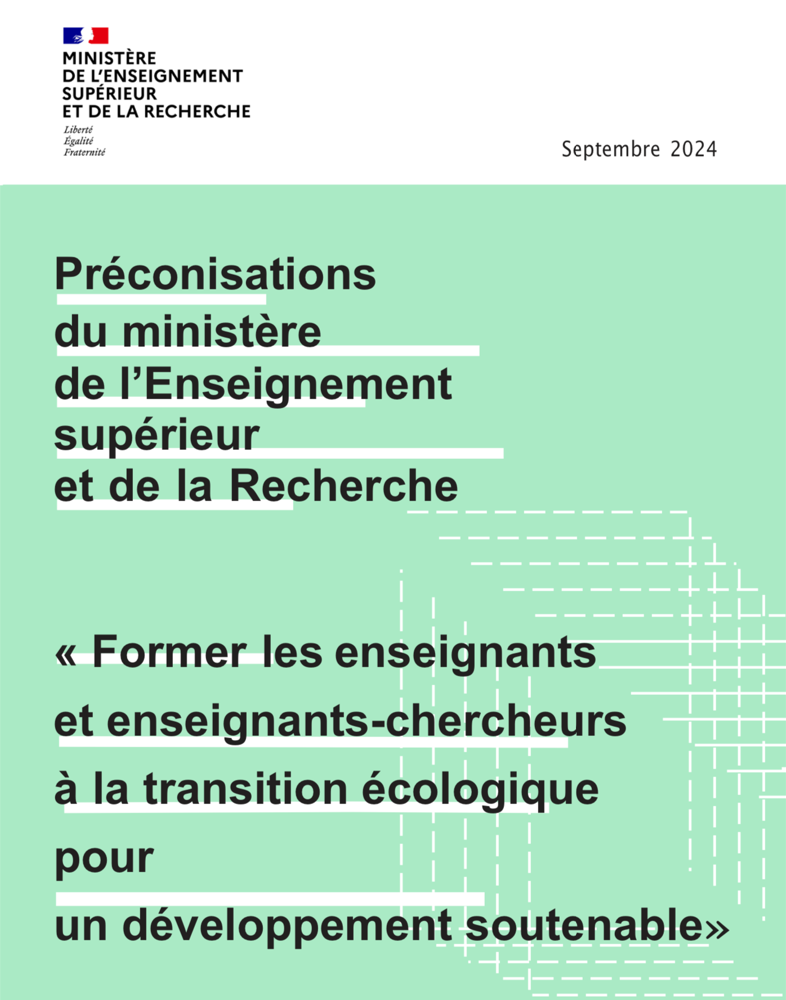 MINISTÈRE
DE L’ENSEIGNEMENT
SUPÉRIEUR
ET DE LA RECHERCHE
Liberté
Égalité
Fraternité
Septembre 2024
Préconisations
du ministère
de l’Enseignement
supérieur
et de la Recherche
« Former les enseignants
et enseignants-chercheurs
à la transition écologique
pour
un développement soutenable»